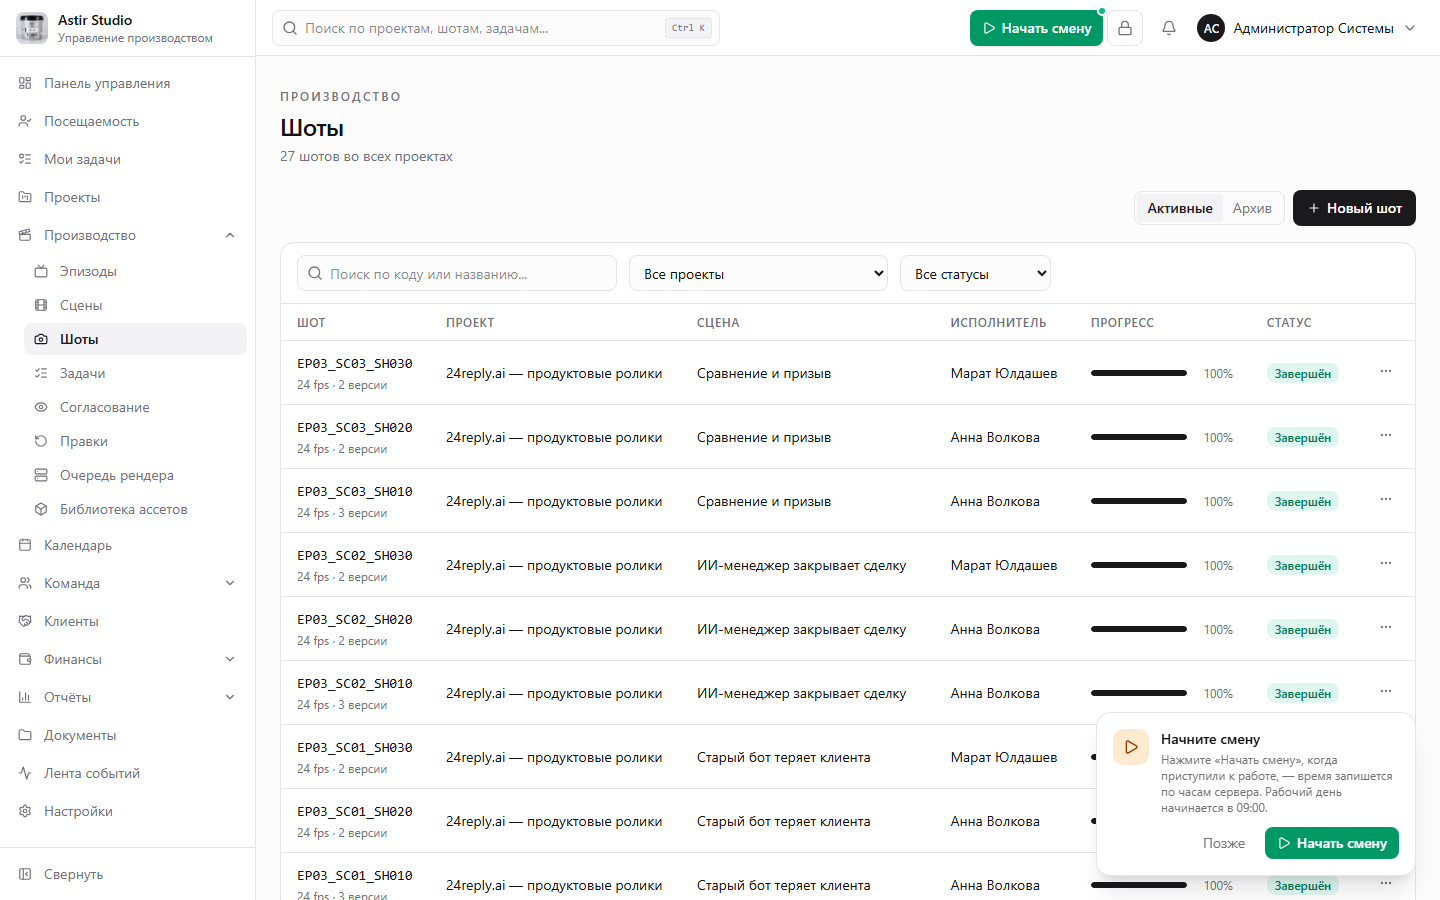 Astir Studio
Управление производством
Поиск по проектам, шотам, задачам...
Ctrl K
Начать смену
АС
Администратор Системы
Панель управления
Посещаемость
Мои задачи
Проекты
Производство
Эпизоды
Сцены
Шоты
Задачи
Согласование
Правки
Очередь рендера
Библиотека ассетов
Календарь
Команда
Клиенты
Финансы
Отчёты
Документы
Лента событий
Настройки
Свернуть
ПРОИЗВОДСТВО
Шоты
27 шотов во всех проектах
Активные
Архив
Новый шот
Поиск по коду или названию...
Все проекты
Все статусы
ШОТ ПРОЕКТ СЦЕНА ИСПОЛНИТЕЛЬ ПРОГРЕСС СТАТУС
EP03_SC03_SH030
24 fps · 2 версии
24reply.ai — продуктовые ролики Сравнение и призыв Марат Юлдашев 100% Завершён
EP03_SC03_SH020
24 fps · 2 версии
24reply.ai — продуктовые ролики Сравнение и призыв Анна Волкова 100% Завершён
EP03_SC03_SH010
24 fps · 3 версии
24reply.ai — продуктовые ролики Сравнение и призыв Анна Волкова 100% Завершён
EP03_SC02_SH030
24 fps · 2 версии
24reply.ai — продуктовые ролики ИИ-менеджер закрывает сделку Марат Юлдашев 100% Завершён
EP03_SC02_SH020
24 fps · 2 версии
24reply.ai — продуктовые ролики ИИ-менеджер закрывает сделку Анна Волкова 100% Завершён
EP03_SC02_SH010
24 fps · 3 версии
24reply.ai — продуктовые ролики ИИ-менеджер закрывает сделку Анна Волкова 100% Завершён
EP03_SC01_SH030
24 fps · 2 версии
24reply.ai — продуктовые ролики Старый бот теряет клиента Марат Юлдашев
EP03_SC01_SH020
24 fps · 2 версии
24reply.ai — продуктовые ролики Старый бот теряет клиента Анна Волкова
EP03_SC01_SH010
24 fps · 3 версии
24reply.ai — продуктовые ролики Старый бот теряет клиента Анна Волкова 100% Завершён
Начните смену
Нажмите «Начать смену», когда
приступили к работе, — время запишется
по часам сервера. Рабочий день
начинается в 09:00.
Позже
Начать смену